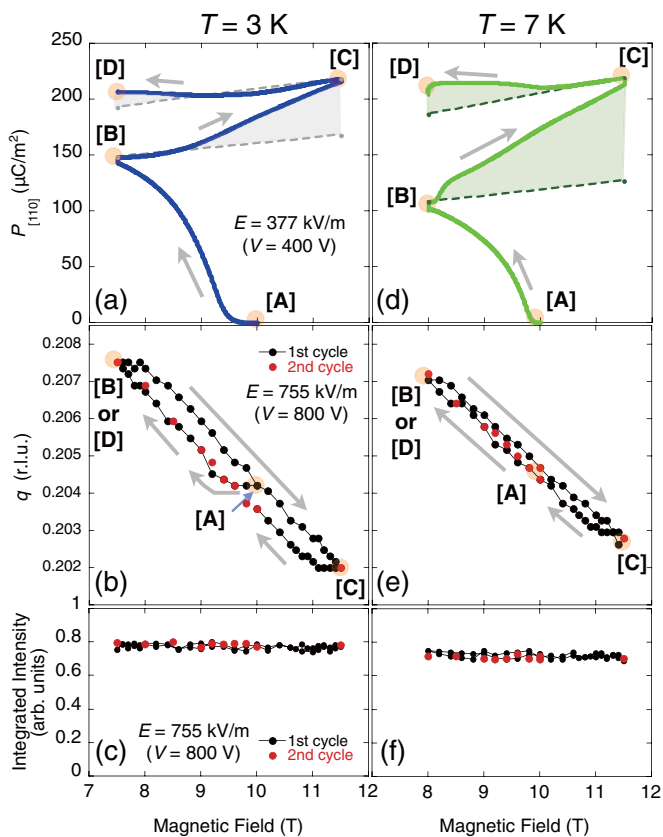 T = 3 K
T = 7 K
250
200
150
100
50
0
P[110] (μC/m²)
[D]
[C]
[B]
[A]
E = 377 kV/m
(V = 400 V)
(a)
[D]
[C]
[B]
[A]
(d)
0.208
0.207
0.206
0.205
0.204
0.203
0.202
q (r.l.u.)
1st cycle
2nd cycle
E = 755 kV/m
(V = 800 V)
[B]
or
[D]
[A]
[C]
(b)
[B]
or
[D]
[A]
[C]
(e)
1
0.8
0.6
0.4
0.2
0
Integrated Intensity
(arb. units)
E = 755 kV/m
(V = 800 V)
1st cycle
2nd cycle
(c)
(f)
7 8 9 10 11 12
7 8 9 10 11 12
Magnetic Field (T)
Magnetic Field (T)